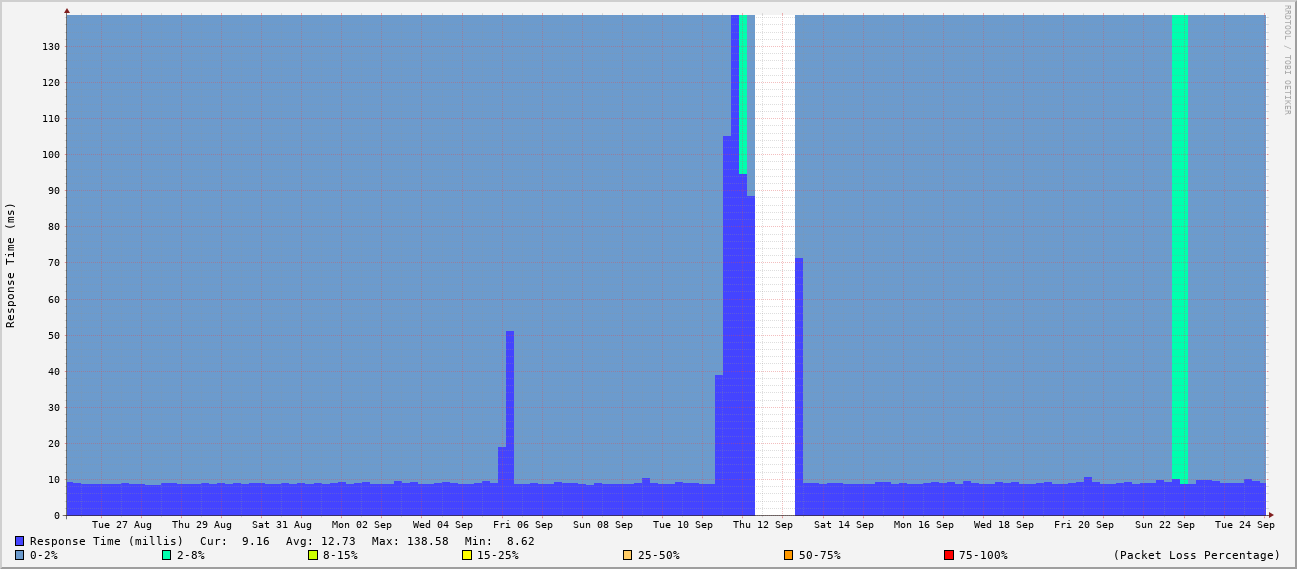 RRDTOOL / TOBI OETIKER
Response Time (ms)
130
120
110
100
90
80
70
60
50
40
30
20
10
0
Tue 27 Aug Thu 29 Aug Sat 31 Aug Mon 02 Sep Wed 04 Sep Fri 06 Sep Sun 08 Sep Tue 10 Sep Thu 12 Sep Sat 14 Sep Mon 16 Sep Wed 18 Sep Fri 20 Sep Sun 22 Sep Tue 24 Sep
Response Time (millis) Cur: 9.16 Avg: 12.73 Max: 138.58 Min: 8.62
0-2% 2-8% 8-15% 15-25% 25-50% 50-75% 75-100% (Packet Loss Percentage)